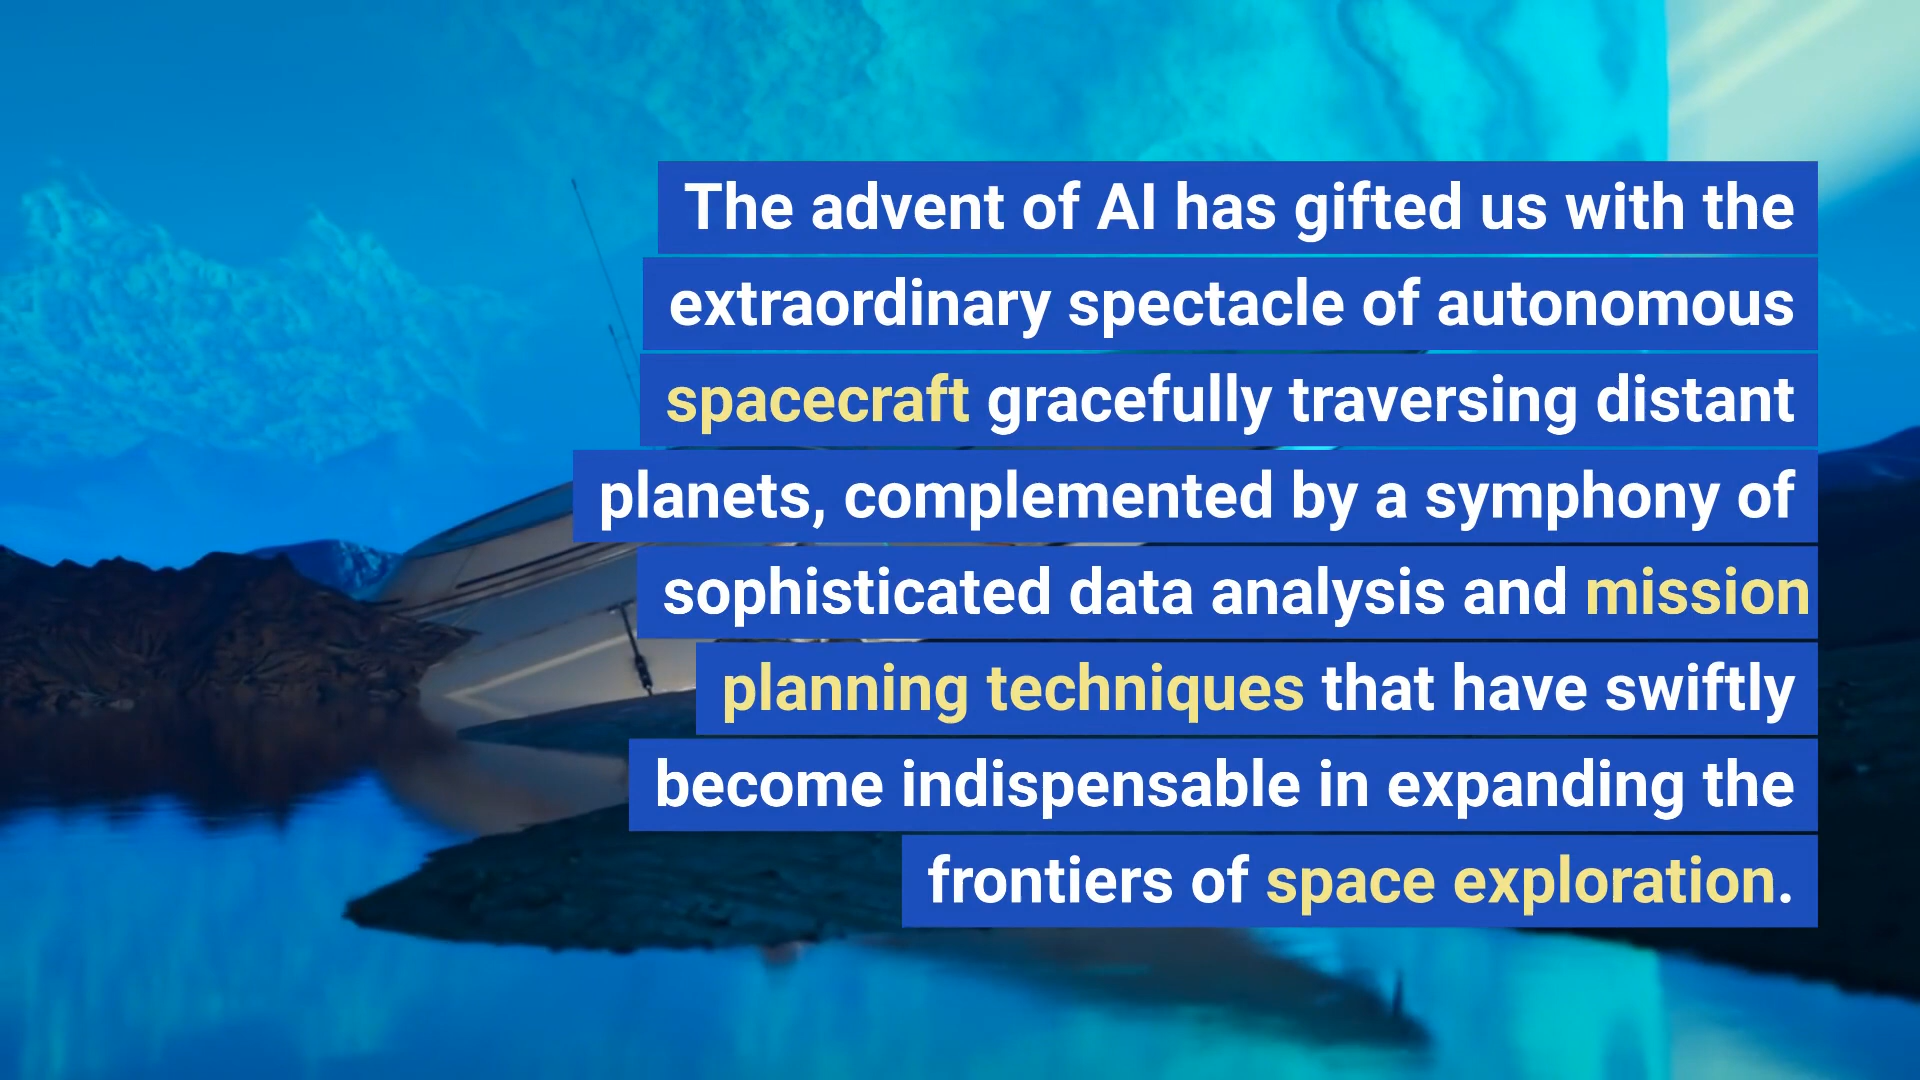 The advent of AI has gifted us with the
extraordinary spectacle of autonomous
spacecraft gracefully traversing distant
planets, complemented by a symphony of
sophisticated data analysis and mission
planning techniques that have swiftly
become indispensable in expanding the
frontiers of space exploration.